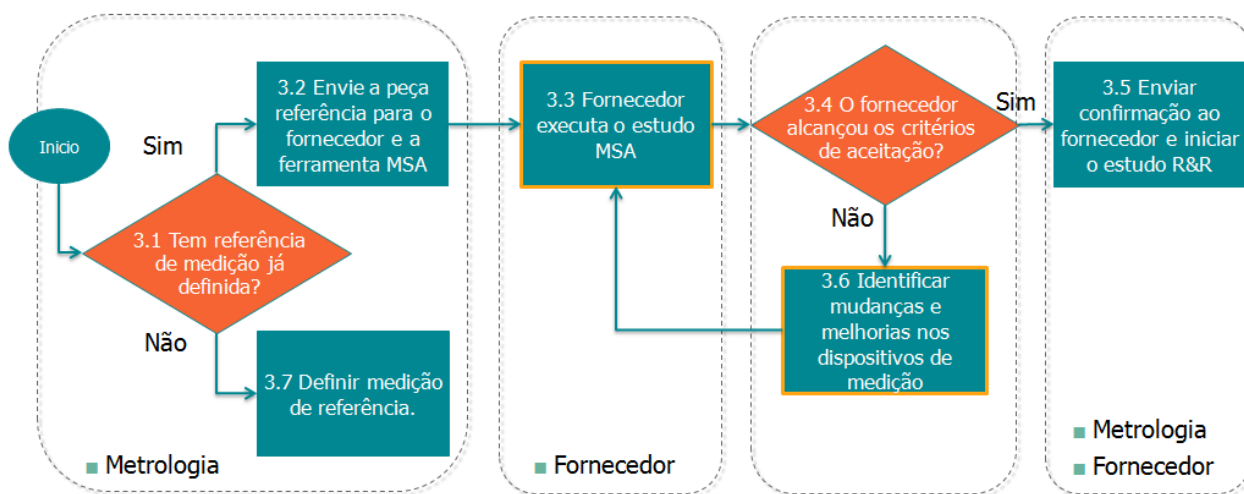 Inicio
3.1 Tem referência
de medição já
definida?
Sim
3.2 Envie a peça
referência para o
fornecedor e a
ferramenta MSA
Não
3.7 Definir medição
de referência.
Metrologia
3.3 Fornecedor
executa o estudo
MSA
Fornecedor
3.4 O fornecedor
alcançou os critérios
de aceitação?
Sim
Não
3.6 Identificar
mudanças e
melhorias nos
dispositivos de
medição
3.5 Enviar
confirmação ao
fornecedor e iniciar
o estudo R&R
Metrologia
Fornecedor